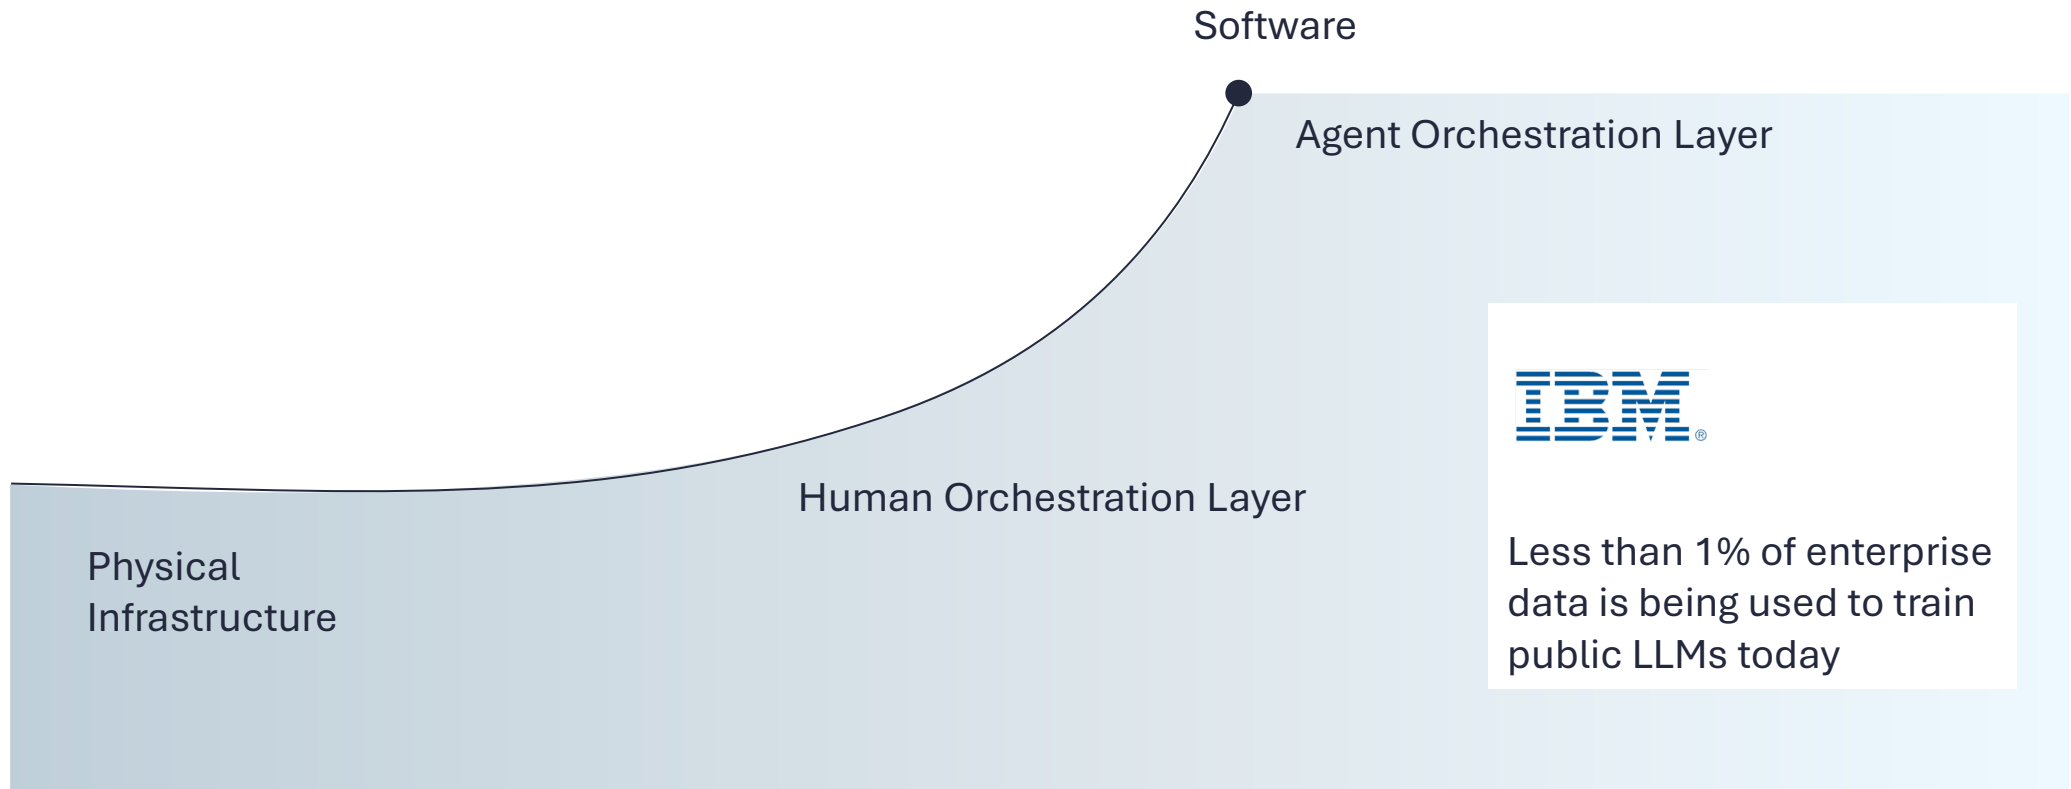 Software
Agent Orchestration Layer
Human Orchestration Layer
Physical
Infrastructure
IBM®
Less than 1% of enterprise
data is being used to train
public LLMs today